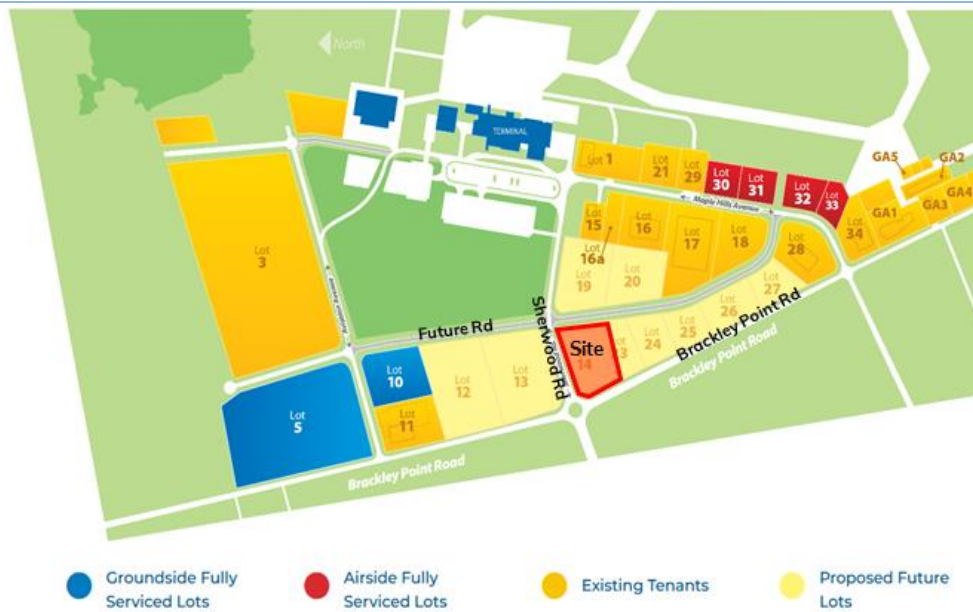 North
TERMINAL
Lot
1
Lot
21
Lot
29
Lot
30
Lot
31
Lot
32
Lot
33
GA5
GA2
GA4
GA3
GA1
Lot
34
Maple Hills Avenue
Lot
15
Lot
16
Lot
16a
Lot
17
Lot
18
Lot
28
Lot
3
Lot
19
Lot
20
Lot
27
Lot
26
Lot
25
Lot
24
Site
14
Sherwood Rd
Future Rd
Brackley Point Rd
Brackley Point Road
Lot
10
Lot
11
Lot
12
Lot
13
Lot
5
Brackley Point Road
Groundside Fully
Serviced Lots
Airside Fully
Serviced Lots
Existing Tenants
Proposed Future
Lots